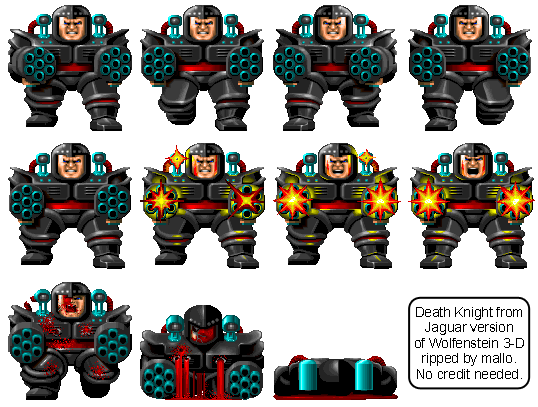 Death Knight from
Jaguar version
of Wolfenstein 3-D
ripped by mallo.
No credit needed.